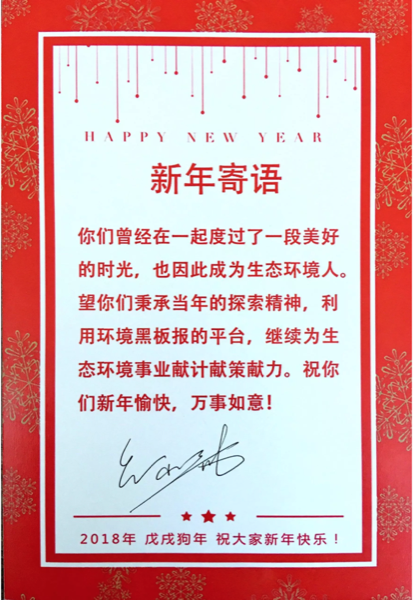 HAPPY NEW YEAR
新年寄语
你们曾经在一起度过了一段美好
的时光，也因此成为生态环境人。
望你们秉承当年的探索精神，利
用环境黑板报的平台，继续为生
态环境事业献计献策献力。祝你
们新年愉快，万事如意！
2018年 戊戌狗年 祝大家新年快乐！